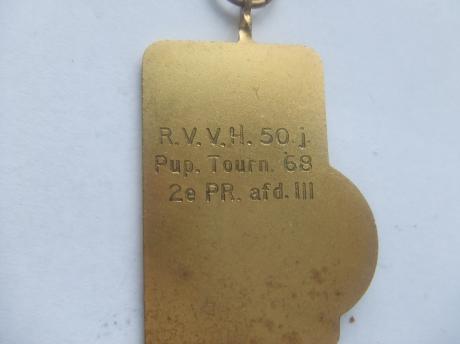 R.V.V.H. 50 j.
Pup. Tourn. '68
2e PR. afd. III